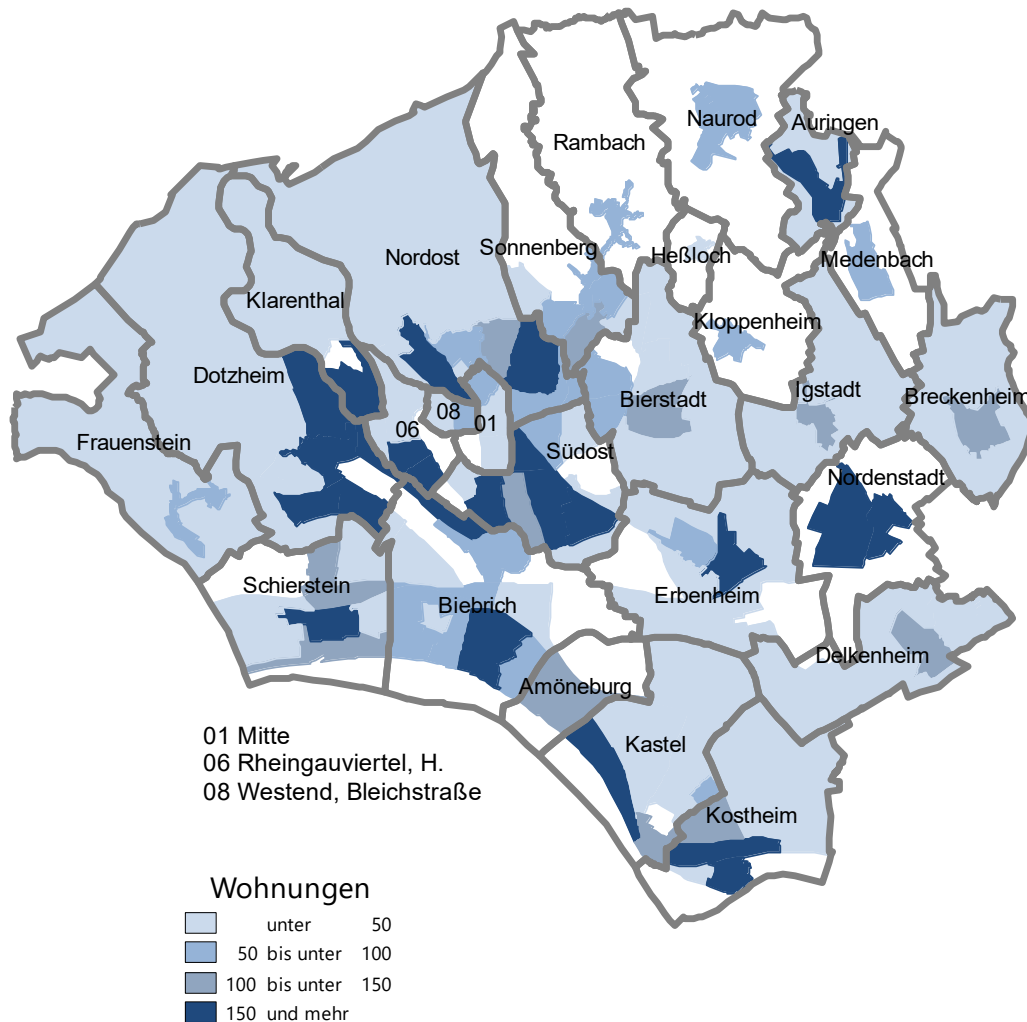 Naurod
Auringen
Rambach
Sonnenberg
Heßloch
Medenbach
Nordost
Klarenthal
Kloppenheim
Dotzheim
Bierstadt
Igstadt
Breckenheim
08
01
06
Frauenstein
Südost
Nordenstadt
Schierstein
Biebrich
Erbenheim
Delkenheim
Amöneburg
Kastel
Kostheim
01 Mitte
06 Rheingauviertel, H.
08 Westend, Bleichstraße
Wohnungen
unter 50
50 bis unter 100
100 bis unter 150
150 und mehr